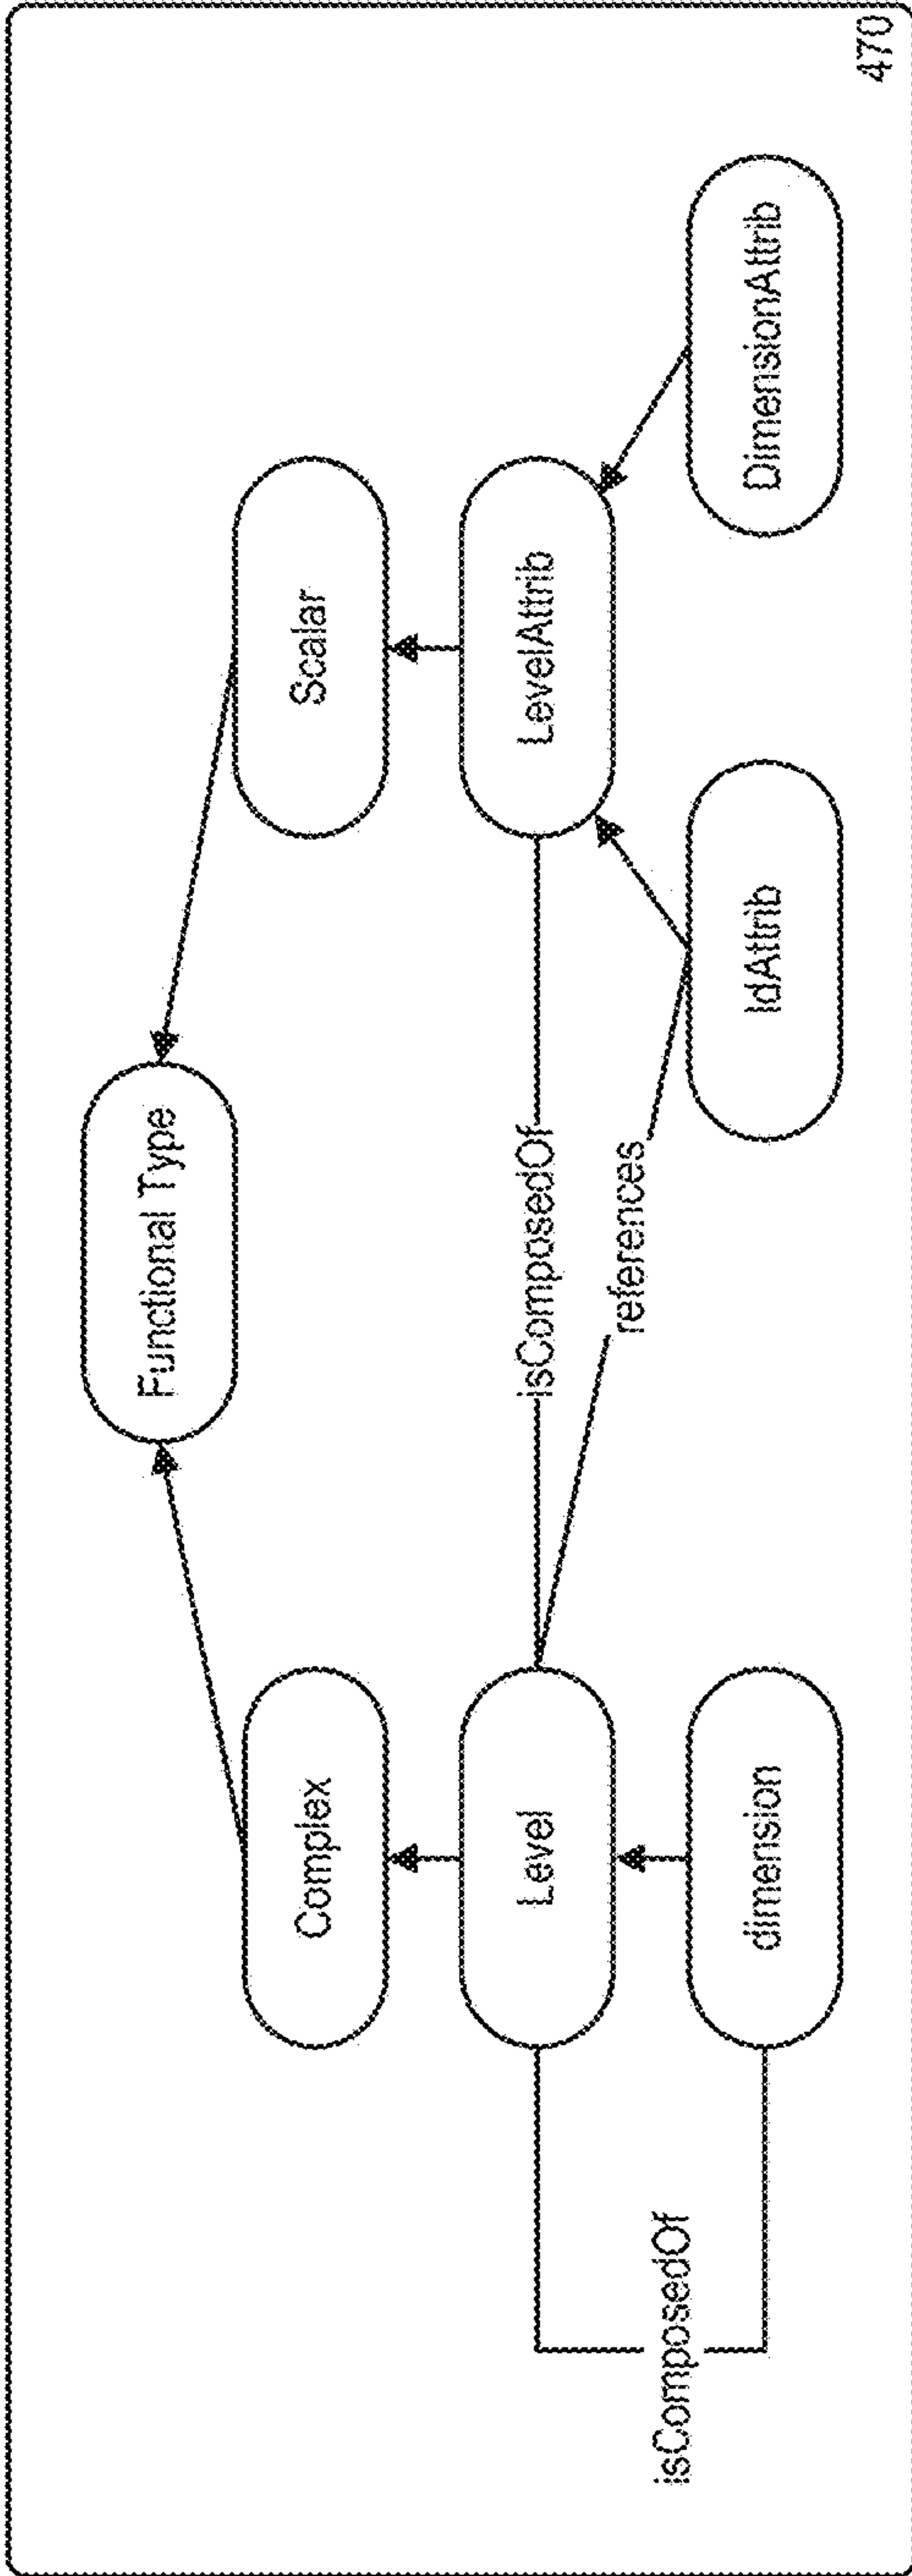 Functional Type
Complex
Scalar
Level
isComposedOf
LevelAttrib
references
isComposedOf
dimension
IdAttrib
DimensionAttrib
470